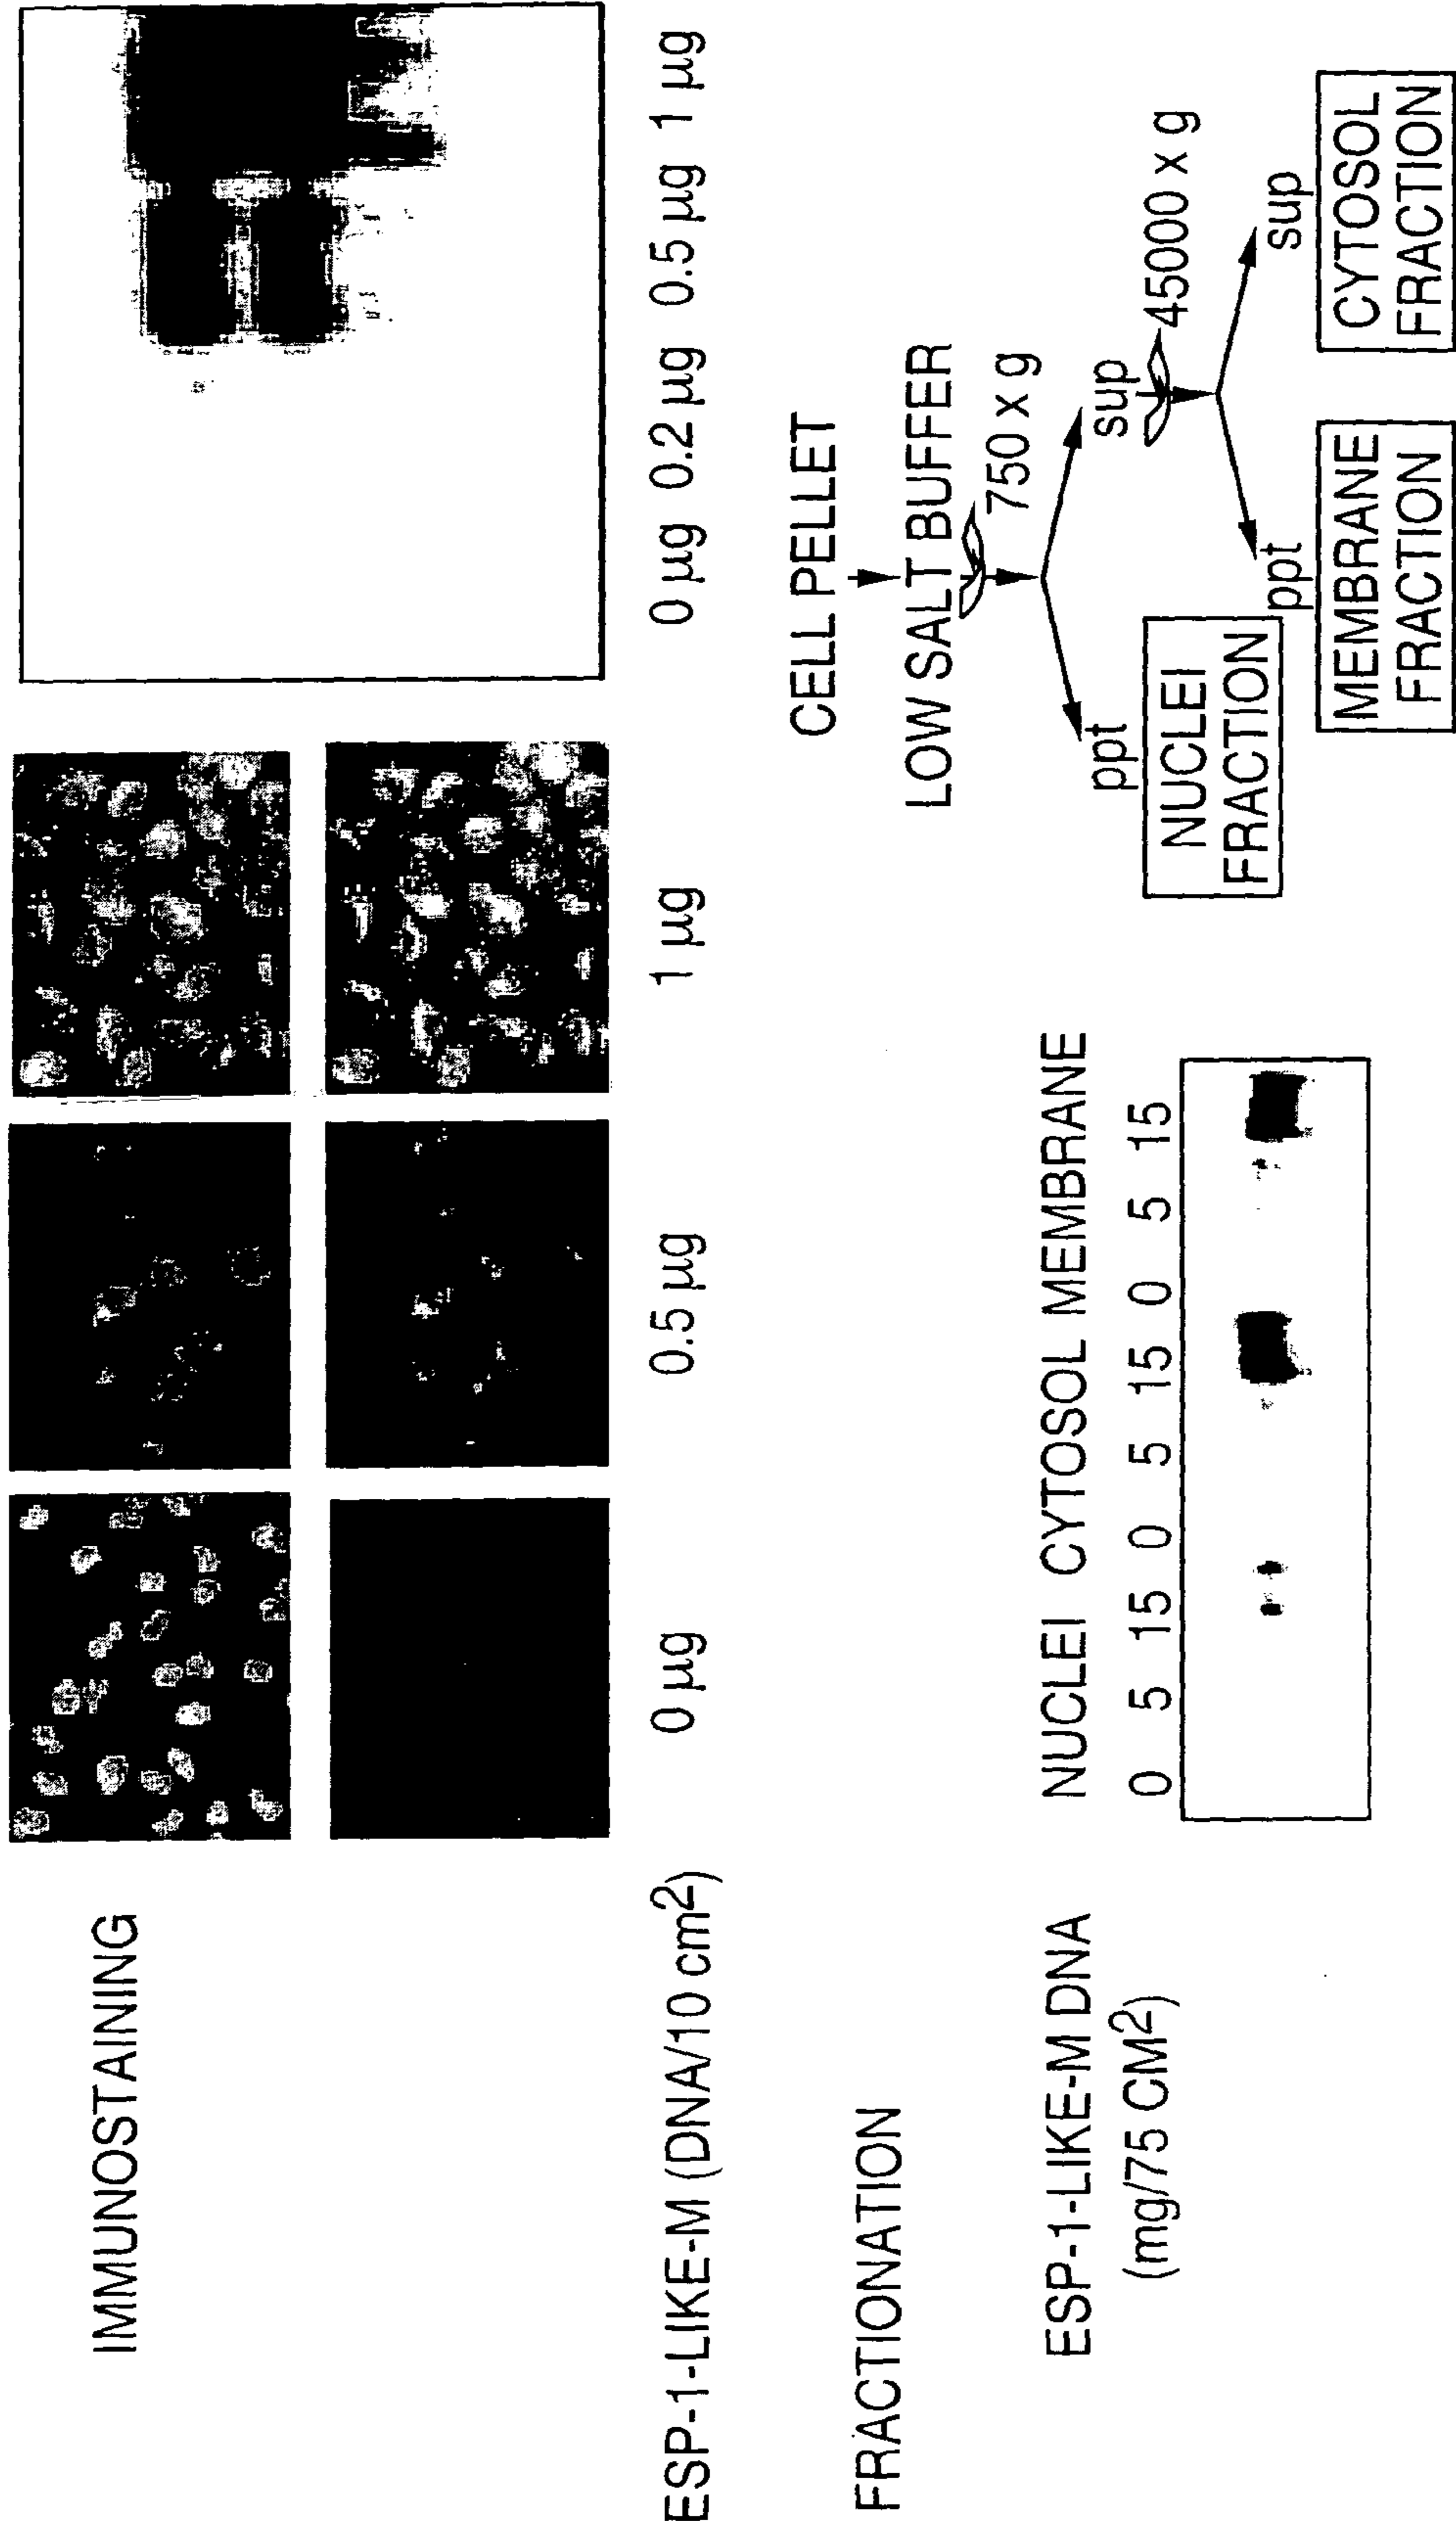 IMMUNOSTAINING
ESP-1-LIKE-M (DNA/10 cm2)
0 µg
0.5 µg
1 µg
0 µg 0.2 µg 0.5 µg 1 µg
FRACTIONATION
ESP-1-LIKE-M DNA
(mg/75 CM2)
NUCLEI CYTOSOL MEMBRANE
0 5 15 0 5 15 0 5 15
CELL PELLET
LOW SALT BUFFER
750 x g
ppt
sup
NUCLEI
FRACTION
45000 x g
ppt
sup
MEMBRANE
FRACTION
CYTOSOL
FRACTION